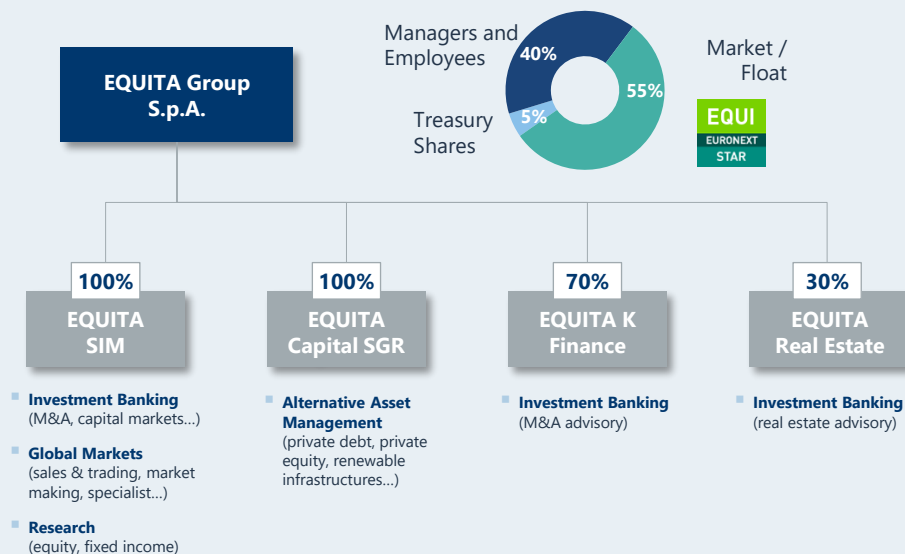 EQUITA Group
S.p.A.
Managers and
Employees
40%
55%
5%
Treasury
Shares
Market /
Float
EQUI
EURONEXT
STAR
100%
EQUITA
SIM
Investment Banking
(M&A, capital markets...)
Global Markets
(sales & trading, market
making, specialist...)
Research
(equity, fixed income)
100%
EQUITA
Capital SGR
Alternative Asset
Management
(private debt, private
equity, renewable
infrastructures...)
70%
EQUITA K
Finance
Investment Banking
(M&A advisory)
30%
EQUITA
Real Estate
Investment Banking
(real estate advisory)